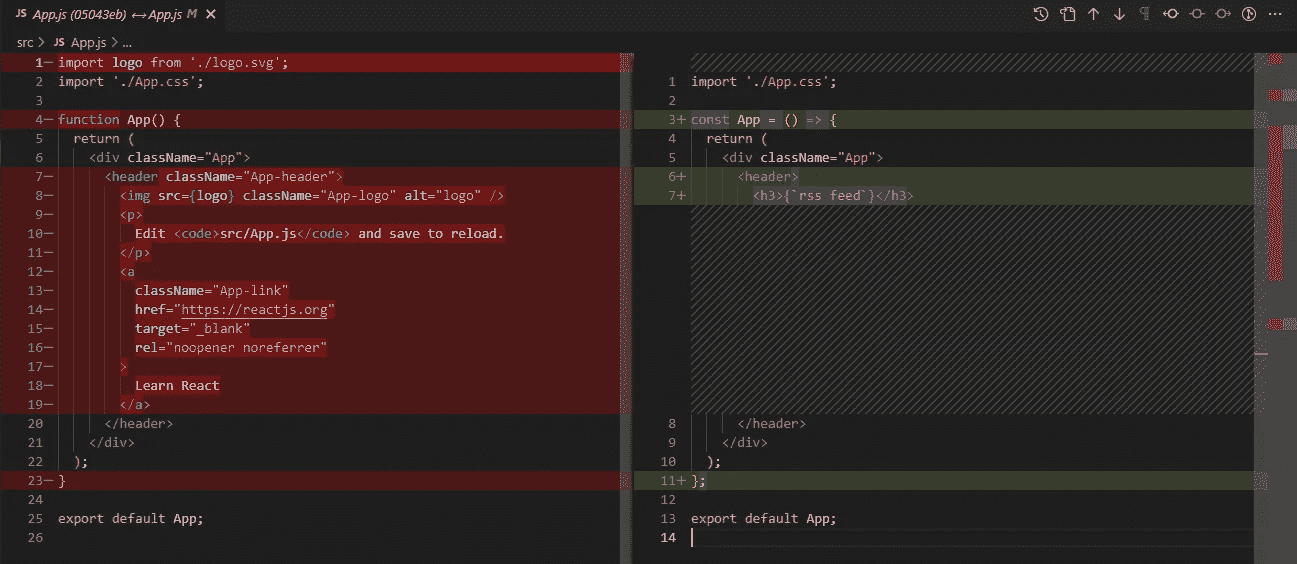 JS App.js (05043eb) ↔ App.js M ×
src > JS App.js > ...
1− import logo from './logo.svg';
2 import './App.css';
3
4− function App() {
5 return (
6 <div className="App">
7− <header className="App-header">
8− <img src={logo} className="App-logo" alt="logo" />
9− <p>
10− Edit <code>src/App.js</code> and save to reload.
11− </p>
12− <a
13− className="App-link"
14− href="https://reactjs.org"
15− target="_blank"
16− rel="noopener noreferrer"
17− >
18− Learn React
19− </a>
20 </header>
21 </div>
22 );
23− }
24
25 export default App;
26
1 import './App.css';
2
3+ const App = () => {
4 return (
5 <div className="App">
6+ <header>
7+ <h3>{`rss feed`}</h3>
8 </header>
9 </div>
10 );
11+ };
12
13 export default App;
14